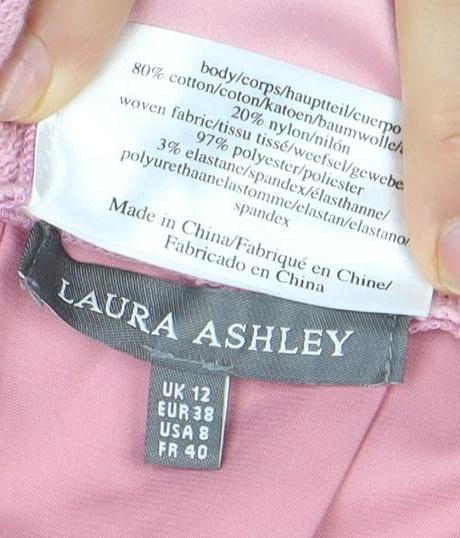 body/corps/hauptteil/cuerpo
80% cotton/coton/katoen/baumwolle/
20% nylon/nilón
woven fabric/tissu tissé/weefsel/gewebe
97% polyester/poliester
3% elastane/spandex/élasthanne/
polyurethaanelastomme/elastan/elastano/
spandex
Made in China/Fabriqué en Chine/
Fabricado en China
LAURA ASHLEY
UK 12
EUR 38
USA 8
FR 40